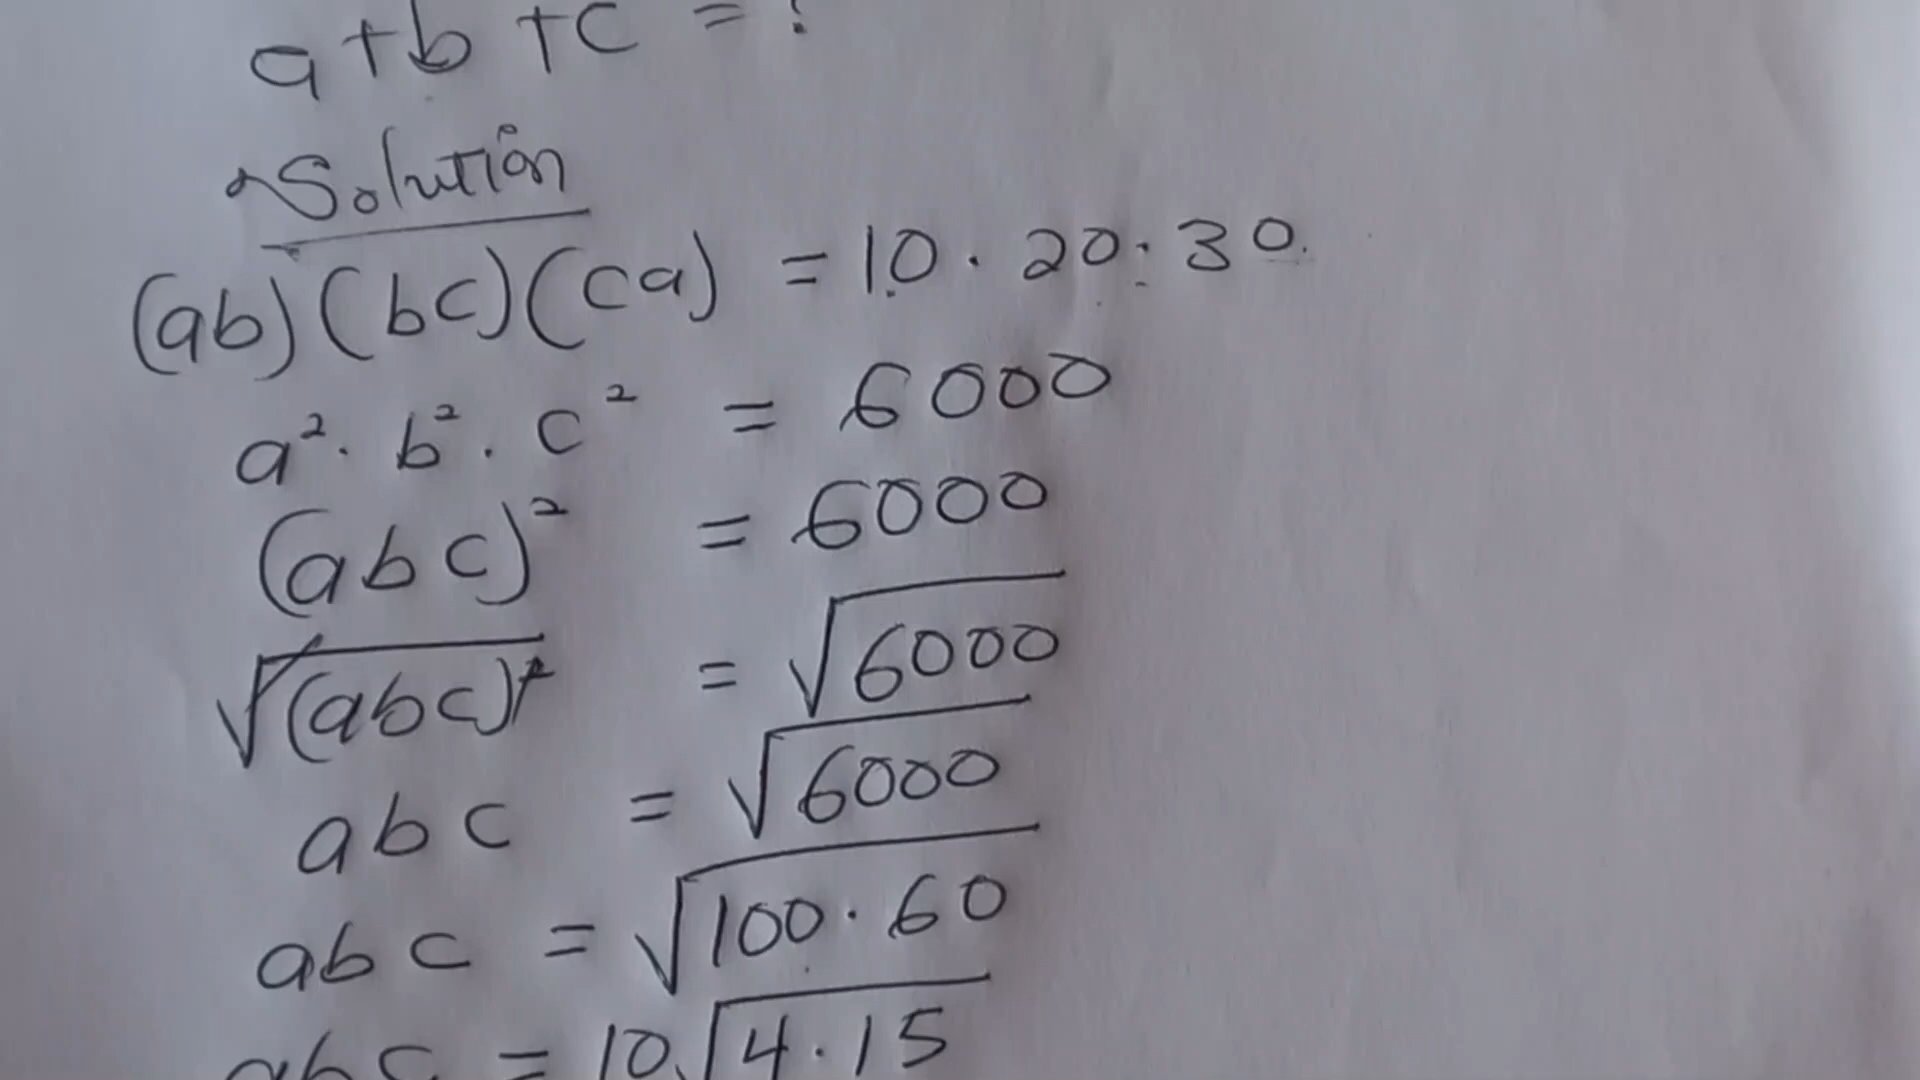 a+b+c = ?
Solution
(ab)(bc)(ca) = 10 · 20 · 30
a² · b² · c² = 6000
(abc)² = 6000
√(abc)² = √6000
abc = √6000
abc = √100 · 60
abc = 10√4 · 15